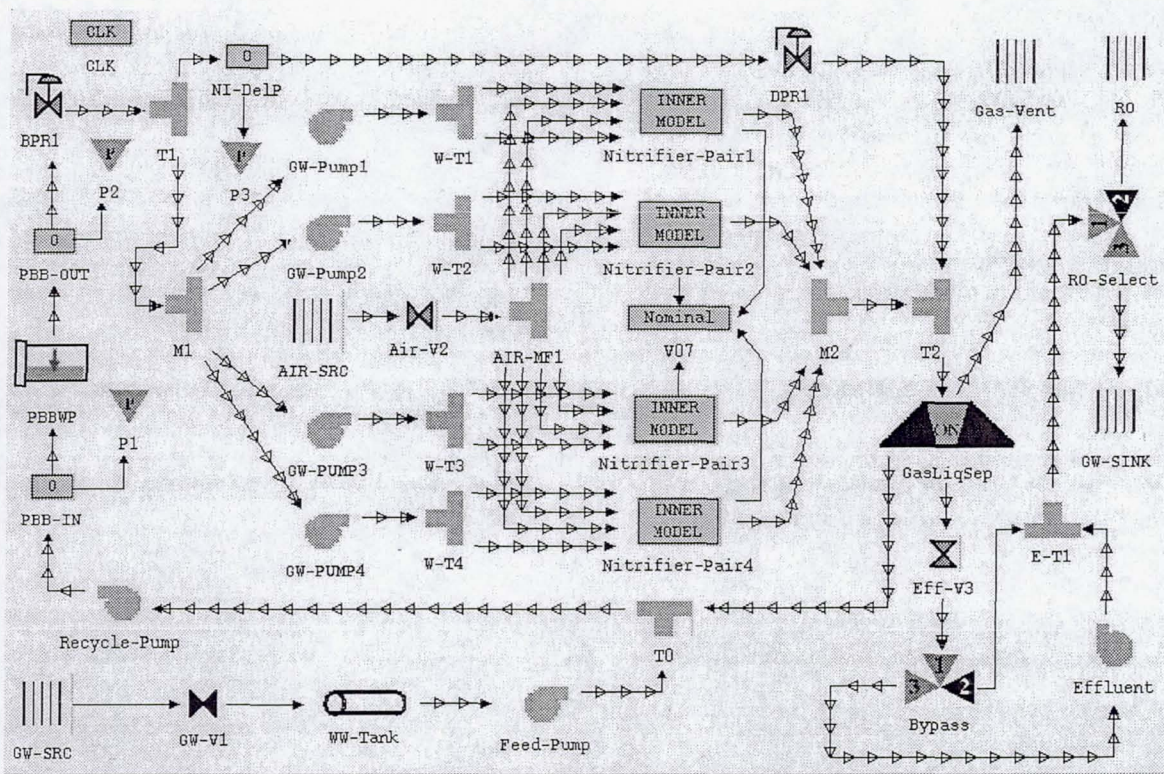 CLK
CLK
O
NI-DelP
DPR1
Gas-Vent
RO
BPR1
P
P2
T1
P
P3
GW-Pump1
W-T1
INNER
MODEL
Nitrifier-Pair1
O
PBB-OUT
GW-Pump2
W-T2
INNER
MODEL
Nitrifier-Pair2
1
2
3
RO-Select
M1
AIR-SRC
Air-V2
AIR-MF1
Nominal
V07
M2
T2
PBBWP
P
P1
GW-PUMP3
W-T3
INNER
MODEL
Nitrifier-Pair3
ON
GasLiqSep
GW-SINK
O
PBB-IN
GW-PUMP4
W-T4
INNER
MODEL
Nitrifier-Pair4
Eff-V3
E-T1
Recycle-Pump
T0
1
3
2
Bypass
Effluent
GW-SRC
GW-V1
WW-Tank
Feed-Pump